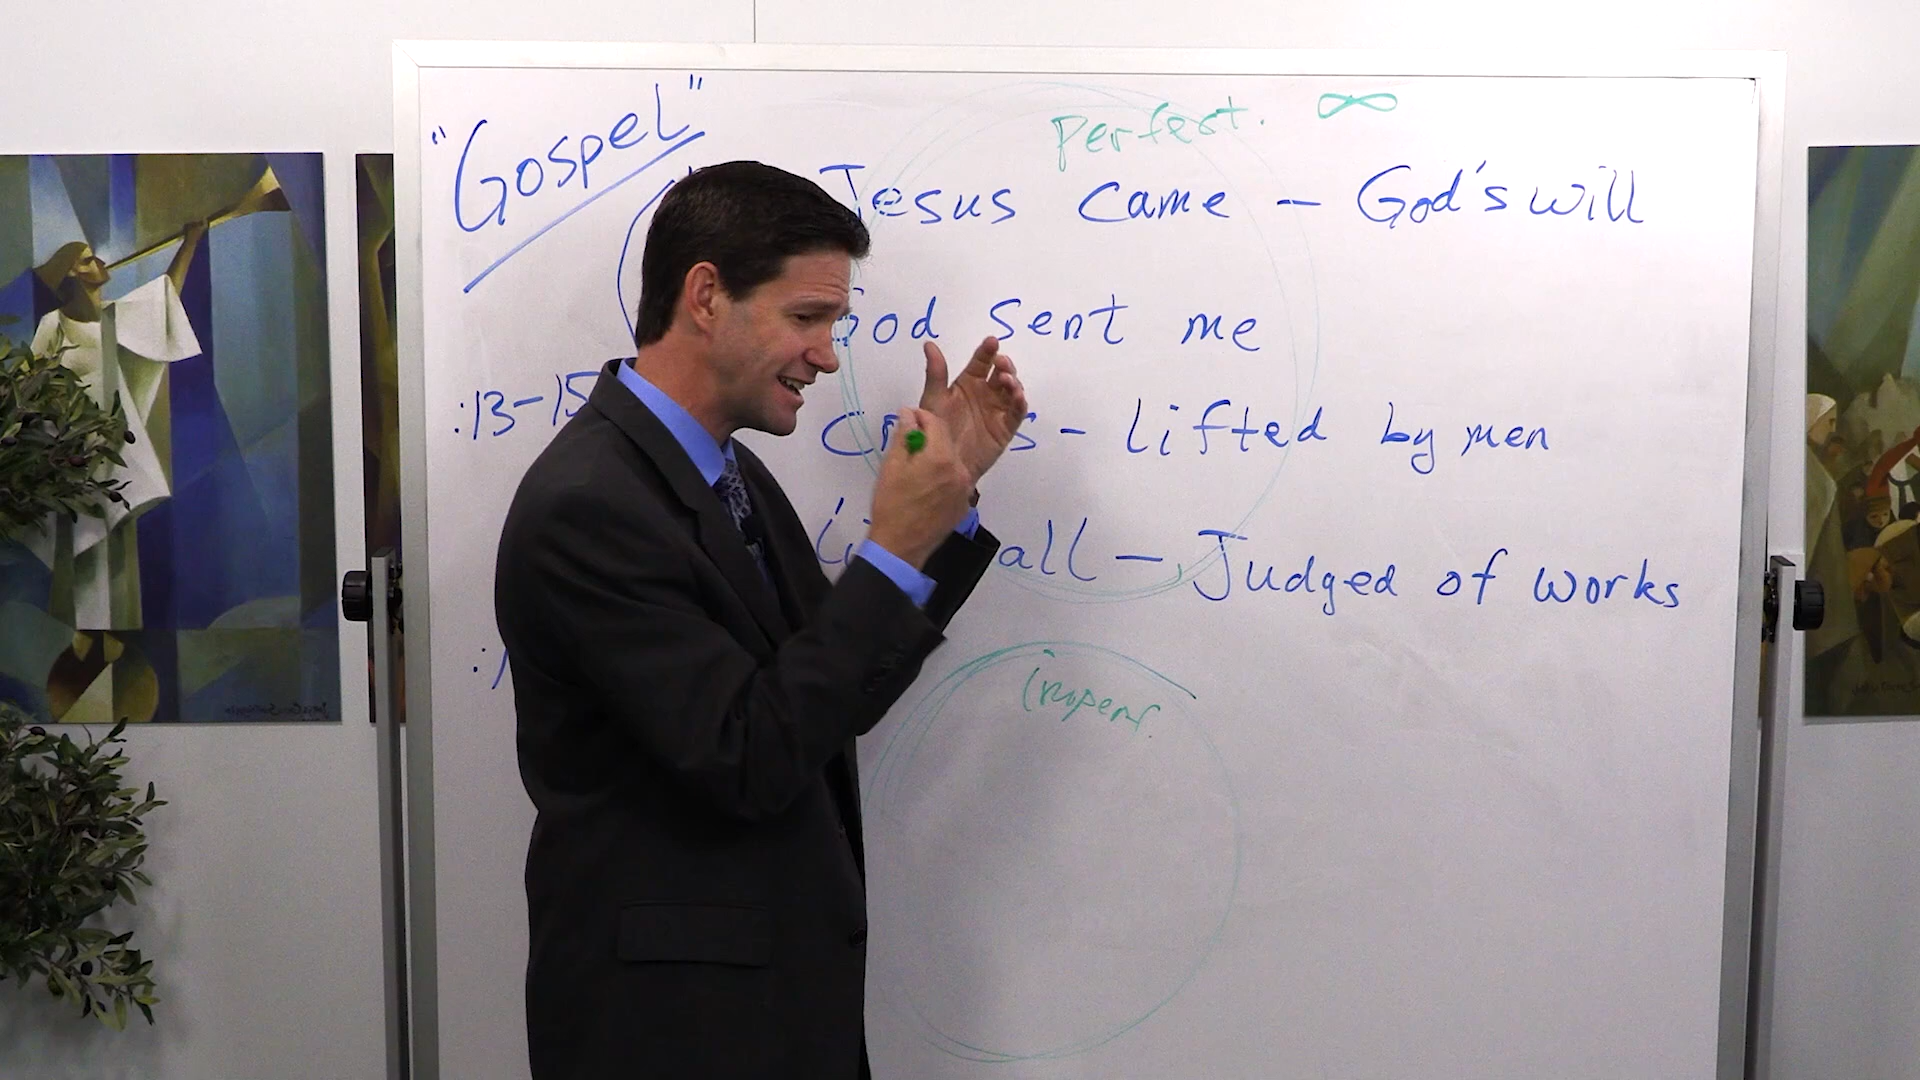 "Gospel"
Perfect. ∞
Jesus came – God's will
God sent me
:13-15
– lifted by men
all – Judged of works
imperf.